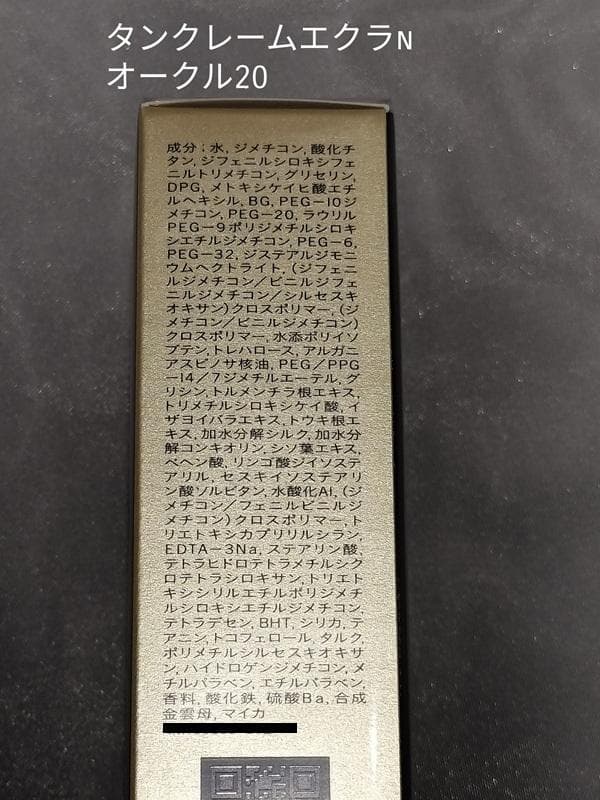 タンクレームエクラN
オークル20
成分：水, ジメチコン, 酸化チ
タン, ジフェニルシロキシフェ
ニルトリメチコン, グリセリン,
DPG, メトキシケイヒ酸エチ
ルヘキシル, BG, PEG－10ジ
メチコン, PEG－20, ラウリル
PEG－9ポリジメチルシロキ
シエチルジメチコン, PEG－6,
PEG－32, ジステアルジモニ
ウムヘクトライト, (ジフェニ
ルジメチコン／ビニルジフェ
ニルジメチコン／シルセスキ
オキサン)クロスポリマー, (ジ
メチコン／ビニルジメチコン)
クロスポリマー, 水添ポリイソ
ブテン, トレハロース, アルガニ
アスピノサ核油, PEG／PPG
－14／7ジメチルエーテル, グ
リシン, トルメンチラ根エキス,
トリメチルシロキシケイ酸, イ
ザヨイバラエキス, トウキ根エ
キス, 加水分解シルク, 加水分
解コンキオリン, シソ葉エキス,
ベヘン酸, リンゴ酸ジイソステ
アリル, セスキイソステアリ
ン酸ソルビタン, 水酸化Al, (ジ
メチコン／フェニルビニルジ
メチコン)クロスポリマー, ト
リエトキシカプリリルシラン,
EDTA－3Na, ステアリン酸,
テトラヒドロテトラメチルシク
ロテトラシロキサン, トリエト
キシシリルエチルポリジメチ
ルシロキシエチルジメチコン,
テトラデセン, BHT, シリカ, テ
アニン, トコフェロール, タルク,
ポリメチルシルセスキオキサ
ン, ハイドロゲンジメチコン, メ
チルパラベン, エチルパラベン,
香料, 酸化鉄, 硫酸Ba, 合成
金雲母, マイカ